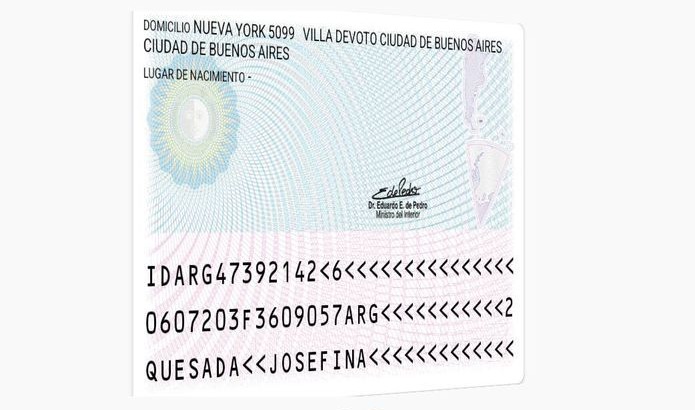 DOMICILIO NUEVA YORK 5099 VILLA DEVOTO CIUDAD DE BUENOS AIRES
CIUDAD DE BUENOS AIRES
LUGAR DE NACIMIENTO -
EdePedro
Dr. Eduardo E. de Pedro
Ministro del Interior
IDARG47392142<6<<<<<<<<<<<<<<<
0607203F3609057ARG<<<<<<<<<<<2
QUESADA<<JOSEFINA<<<<<<<<<<<<<